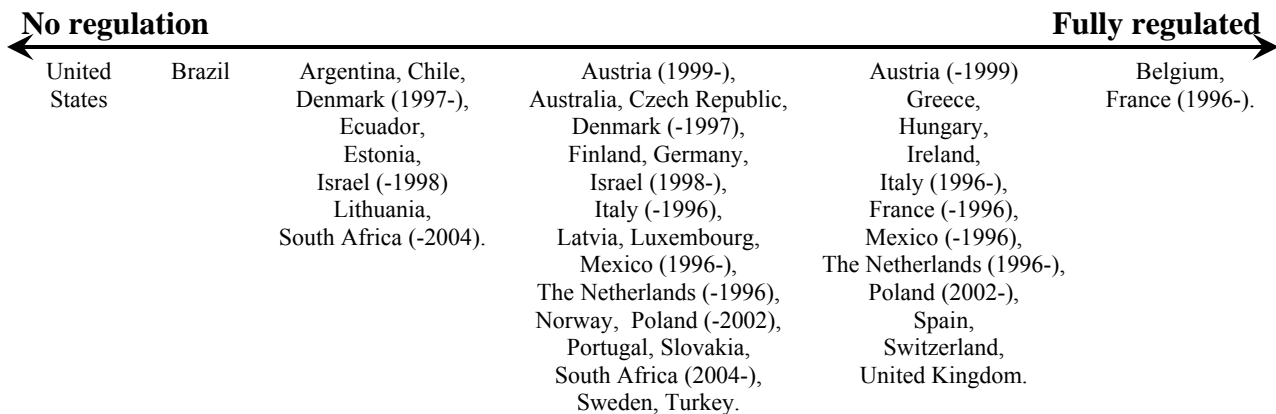 No regulation
Fully regulated
United
States
Brazil
Argentina, Chile,
Denmark (1997-),
Ecuador,
Estonia,
Israel (-1998)
Lithuania,
South Africa (-2004).
Austria (1999-),
Australia, Czech Republic,
Denmark (-1997),
Finland, Germany,
Israel (1998-),
Italy (-1996),
Latvia, Luxembourg,
Mexico (1996-),
The Netherlands (-1996),
Norway, Poland (-2002),
Portugal, Slovakia,
South Africa (2004-),
Sweden, Turkey.
Austria (-1999)
Greece,
Hungary,
Ireland,
Italy (1996-),
France (-1996),
Mexico (-1996),
The Netherlands (1996-),
Poland (2002-),
Spain,
Switzerland,
United Kingdom.
Belgium,
France (1996-).